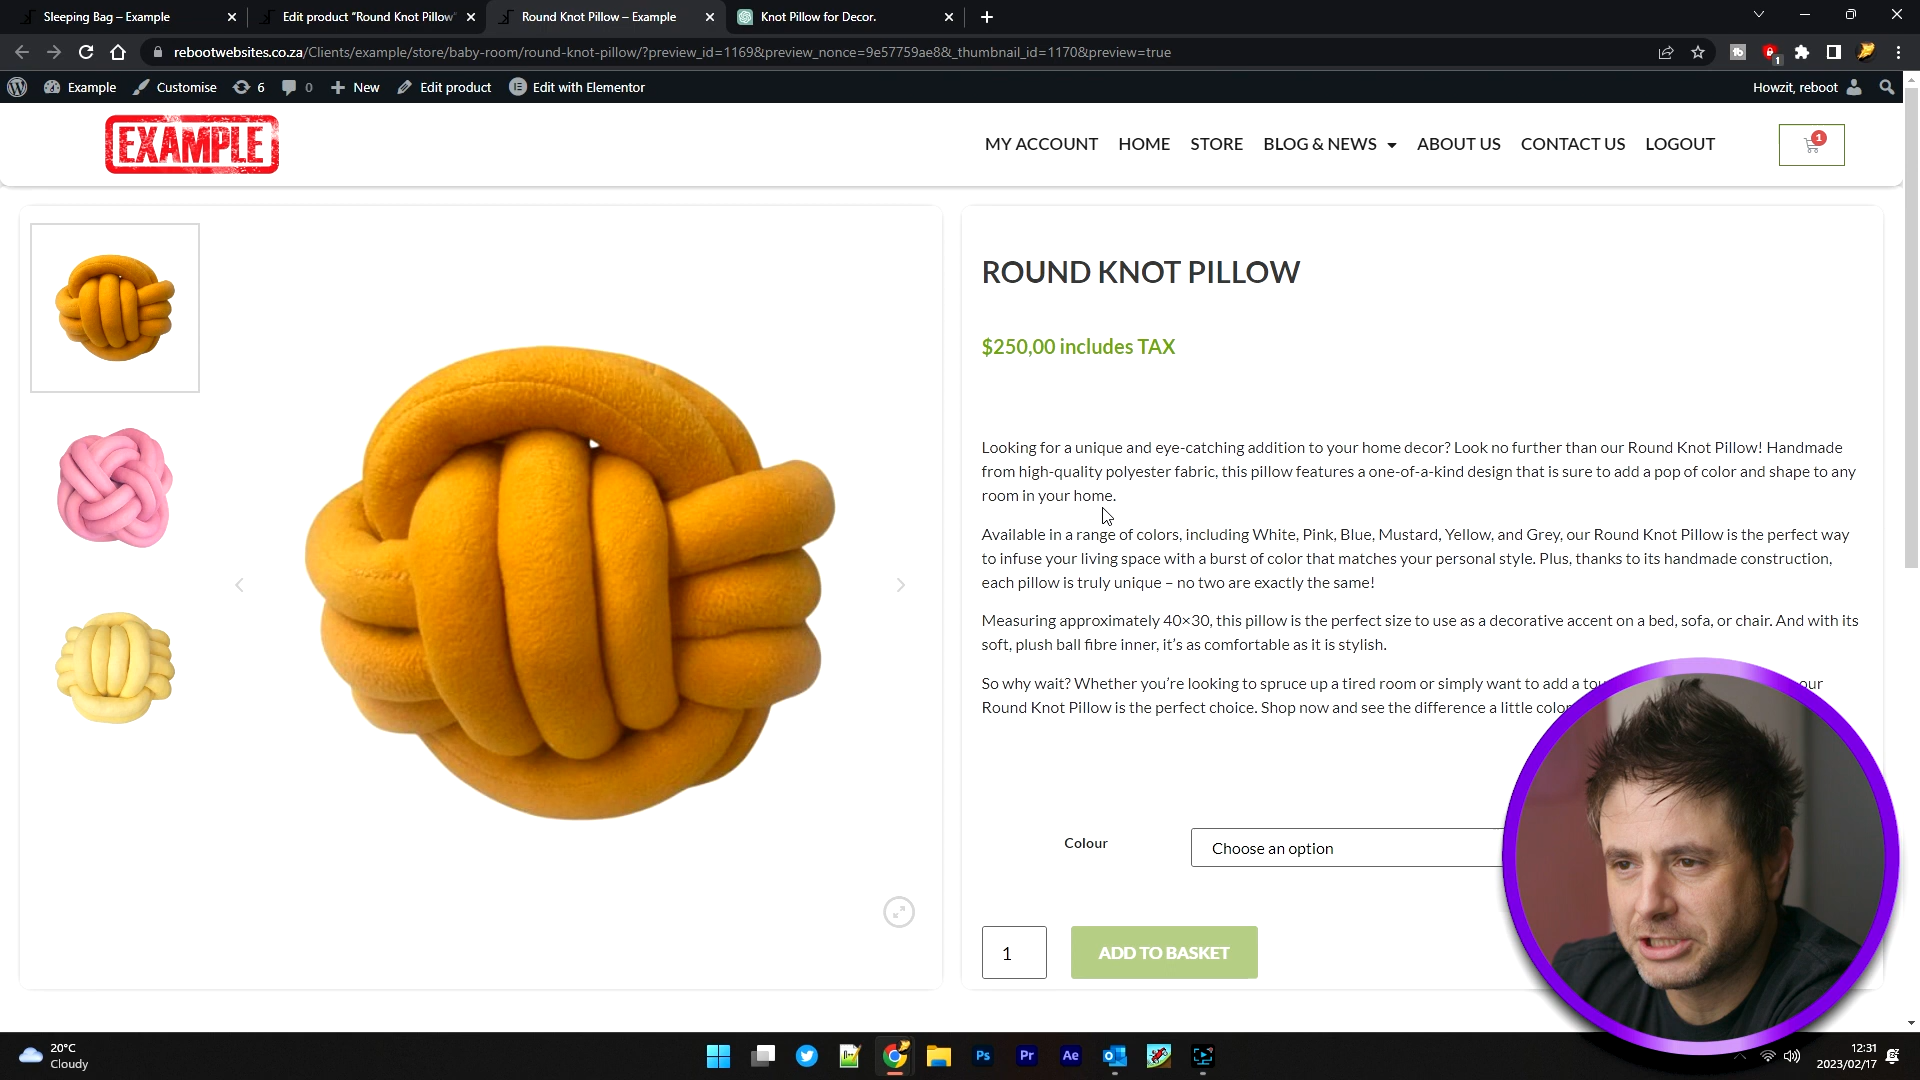 Sleeping Bag – Example
Edit product "Round Knot Pillow"
Round Knot Pillow – Example
Knot Pillow for Decor.
rebootwebsites.co.za/Clients/example/store/baby-room/round-knot-pillow/?preview_id=1169&preview_nonce=9e57759ae8&_thumbnail_id=1170&preview=true
1
Example
Customise
6
0
New
Edit product
Edit with Elementor
Howzit, reboot
EXAMPLE
MY ACCOUNT
HOME
STORE
BLOG & NEWS
ABOUT US
CONTACT US
LOGOUT
1
ROUND KNOT PILLOW
$250,00 includes TAX
Looking for a unique and eye-catching addition to your home decor? Look no further than our Round Knot Pillow! Handmade
from high-quality polyester fabric, this pillow features a one-of-a-kind design that is sure to add a pop of color and shape to any
room in your home.
Available in a range of colors, including White, Pink, Blue, Mustard, Yellow, and Grey, our Round Knot Pillow is the perfect way
to infuse your living space with a burst of color that matches your personal style. Plus, thanks to its handmade construction,
each pillow is truly unique – no two are exactly the same!
Measuring approximately 40×30, this pillow is the perfect size to use as a decorative accent on a bed, sofa, or chair. And with its
soft, plush ball fibre inner, it's as comfortable as it is stylish.
So why wait? Whether you're looking to spruce up a tired room or simply want to add a our
Round Knot Pillow is the perfect choice. Shop now and see the difference a little
Colour
Choose an option
1
ADD TO BASKET
20°C
Cloudy
Ps
Pr
Ae
12:31
2023/02/17